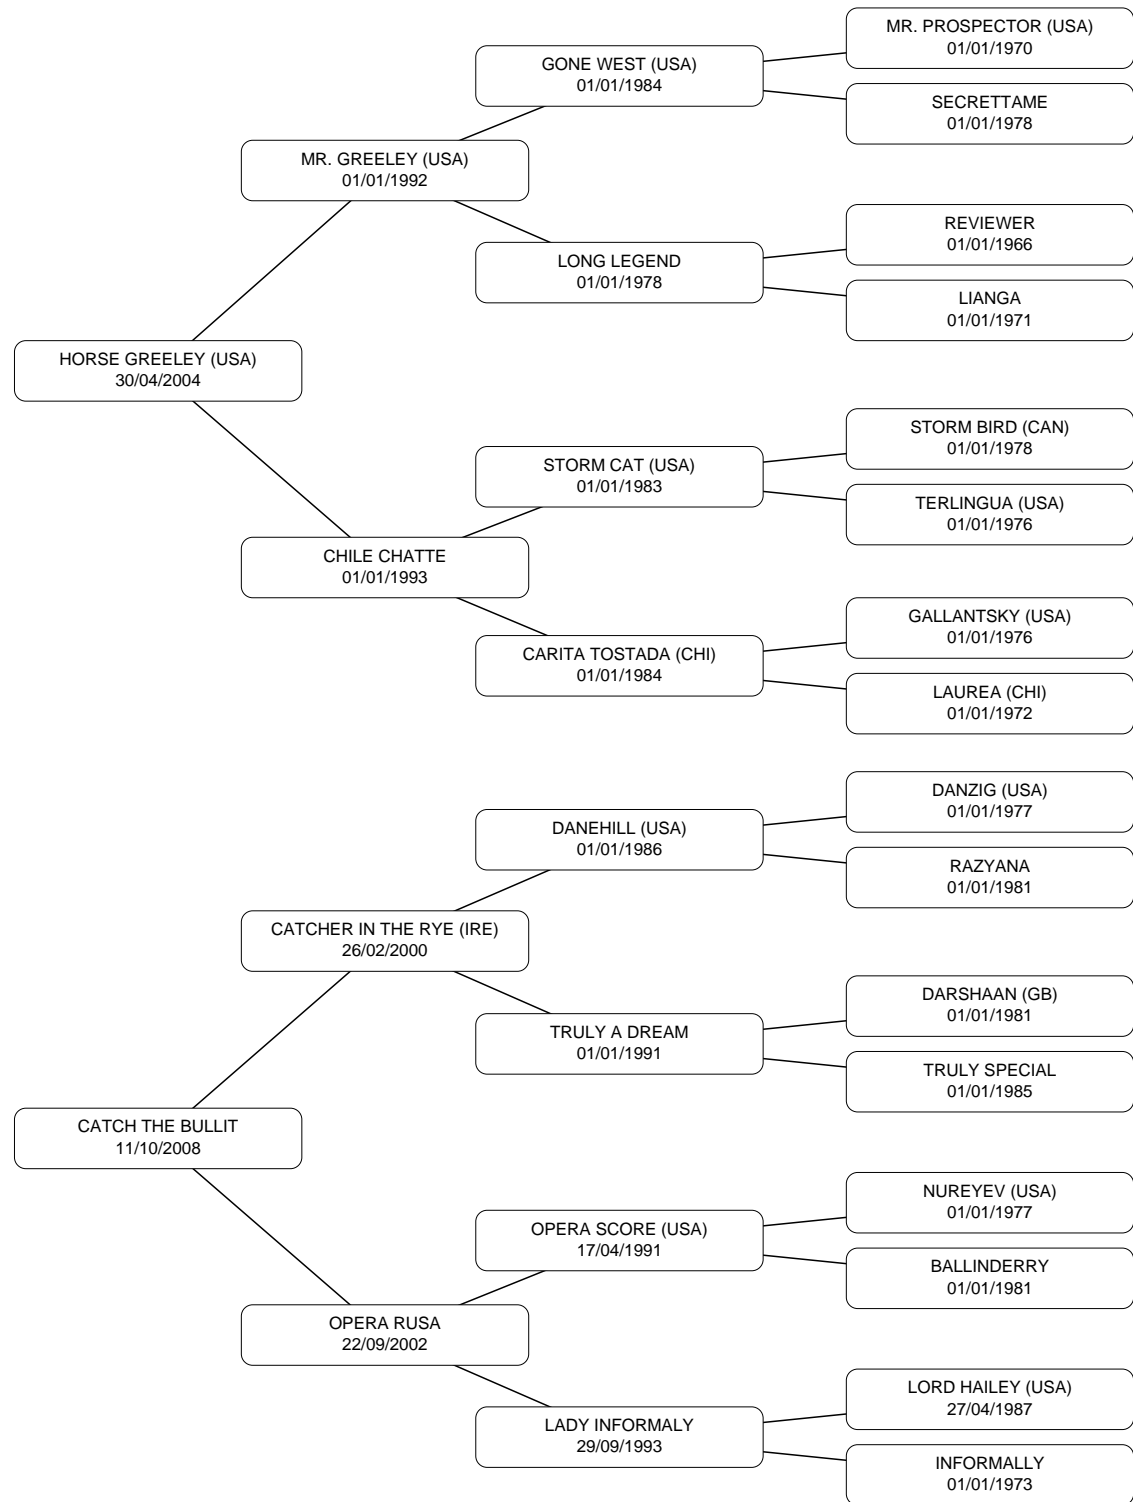 MR. PROSPECTOR (USA)
01/01/1970
GONE WEST (USA)
01/01/1984
SECRETTAME
01/01/1978
MR. GREELEY (USA)
01/01/1992
REVIEWER
01/01/1966
LONG LEGEND
01/01/1978
LIANGA
01/01/1971
HORSE GREELEY (USA)
30/04/2004
STORM BIRD (CAN)
01/01/1978
STORM CAT (USA)
01/01/1983
TERLINGUA (USA)
01/01/1976
CHILE CHATTE
01/01/1993
GALLANTSKY (USA)
01/01/1976
CARITA TOSTADA (CHI)
01/01/1984
LAUREA (CHI)
01/01/1972
DANZIG (USA)
01/01/1977
DANEHILL (USA)
01/01/1986
RAZYANA
01/01/1981
CATCHER IN THE RYE (IRE)
26/02/2000
DARSHAAN (GB)
01/01/1981
TRULY A DREAM
01/01/1991
TRULY SPECIAL
01/01/1985
CATCH THE BULLIT
11/10/2008
NUREYEV (USA)
01/01/1977
OPERA SCORE (USA)
17/04/1991
BALLINDERRY
01/01/1981
OPERA RUSA
22/09/2002
LORD HAILEY (USA)
27/04/1987
LADY INFORMALY
29/09/1993
INFORMALLY
01/01/1973